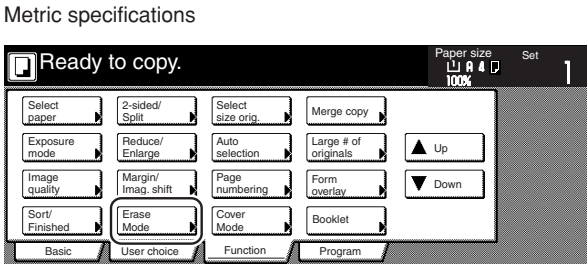 Metric specifications
Ready to copy.
Paper size
A4
100%
Set
1
Select
paper
2-sided/
Split
Select
size orig.
Merge copy
Exposure
mode
Reduce/
Enlarge
Auto
selection
Large # of
originals
Up
Image
quality
Margin/
Imag. shift
Page
numbering
Form
overlay
Down
Sort/
Finished
Erase
Mode
Cover
Mode
Booklet
Basic
User choice
Function
Program